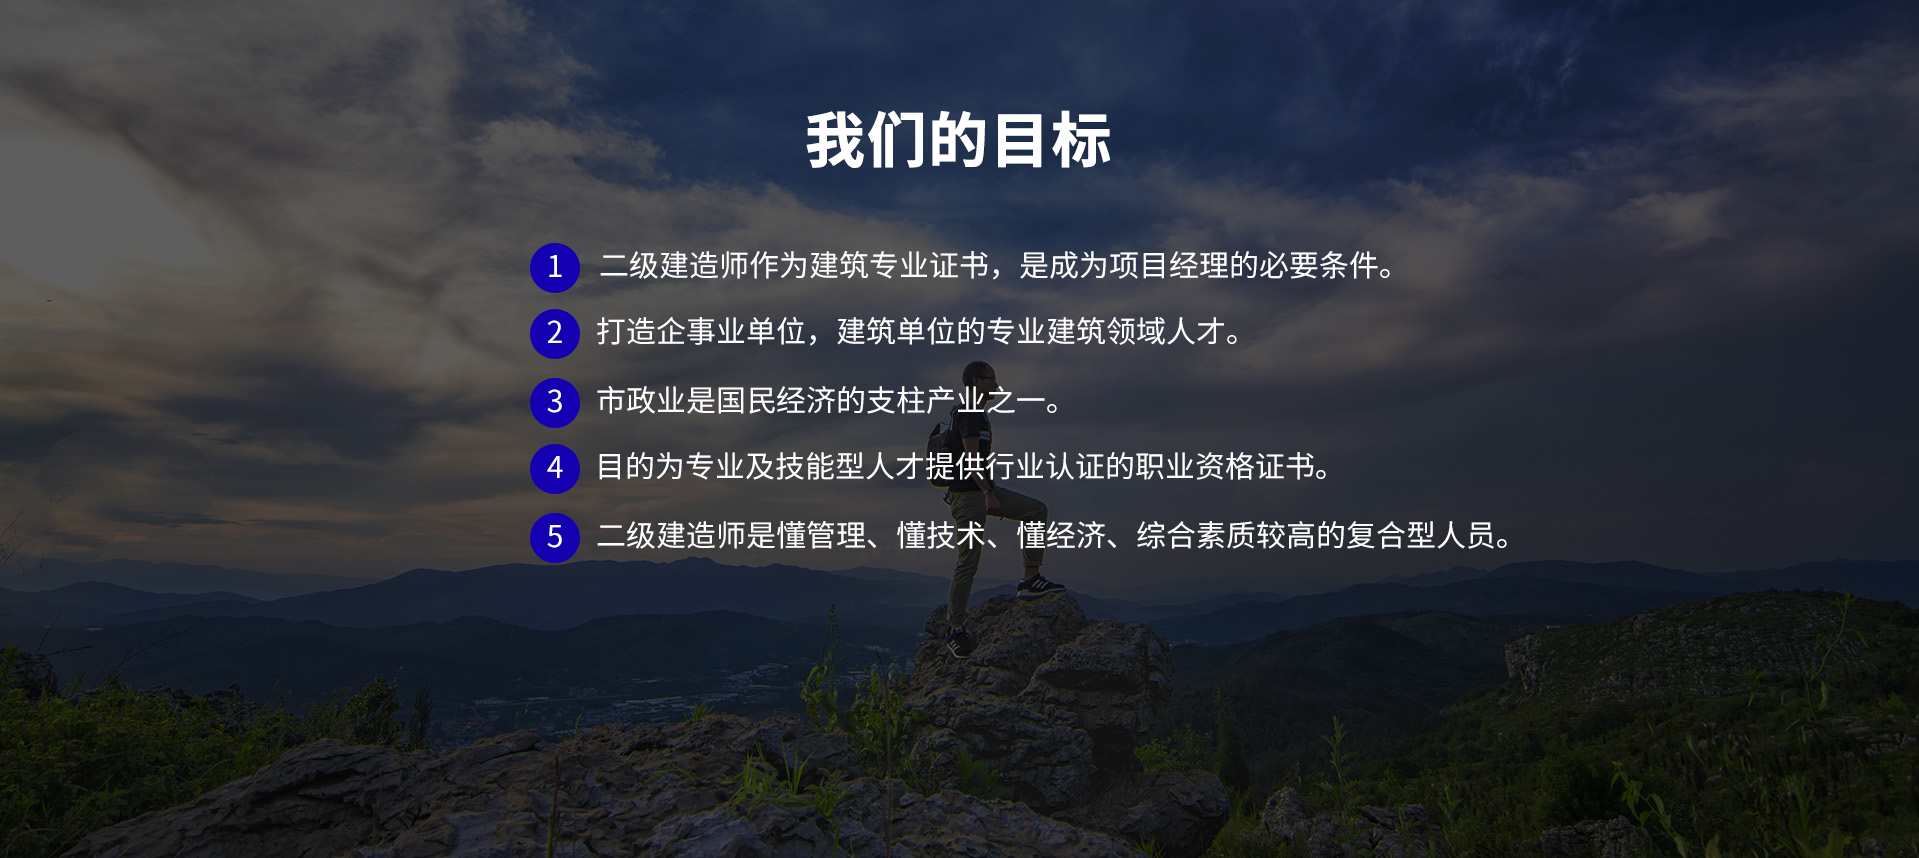 我们的目标
1 二级建造师作为建筑专业证书，是成为项目经理的必要条件。
2 打造企事业单位，建筑单位的专业建筑领域人才。
3 市政业是国民经济的支柱产业之一。
4 目的为专业及技能型人才提供行业认证的职业资格证书。
5 二级建造师是懂管理、懂技术、懂经济、综合素质较高的复合型人员。